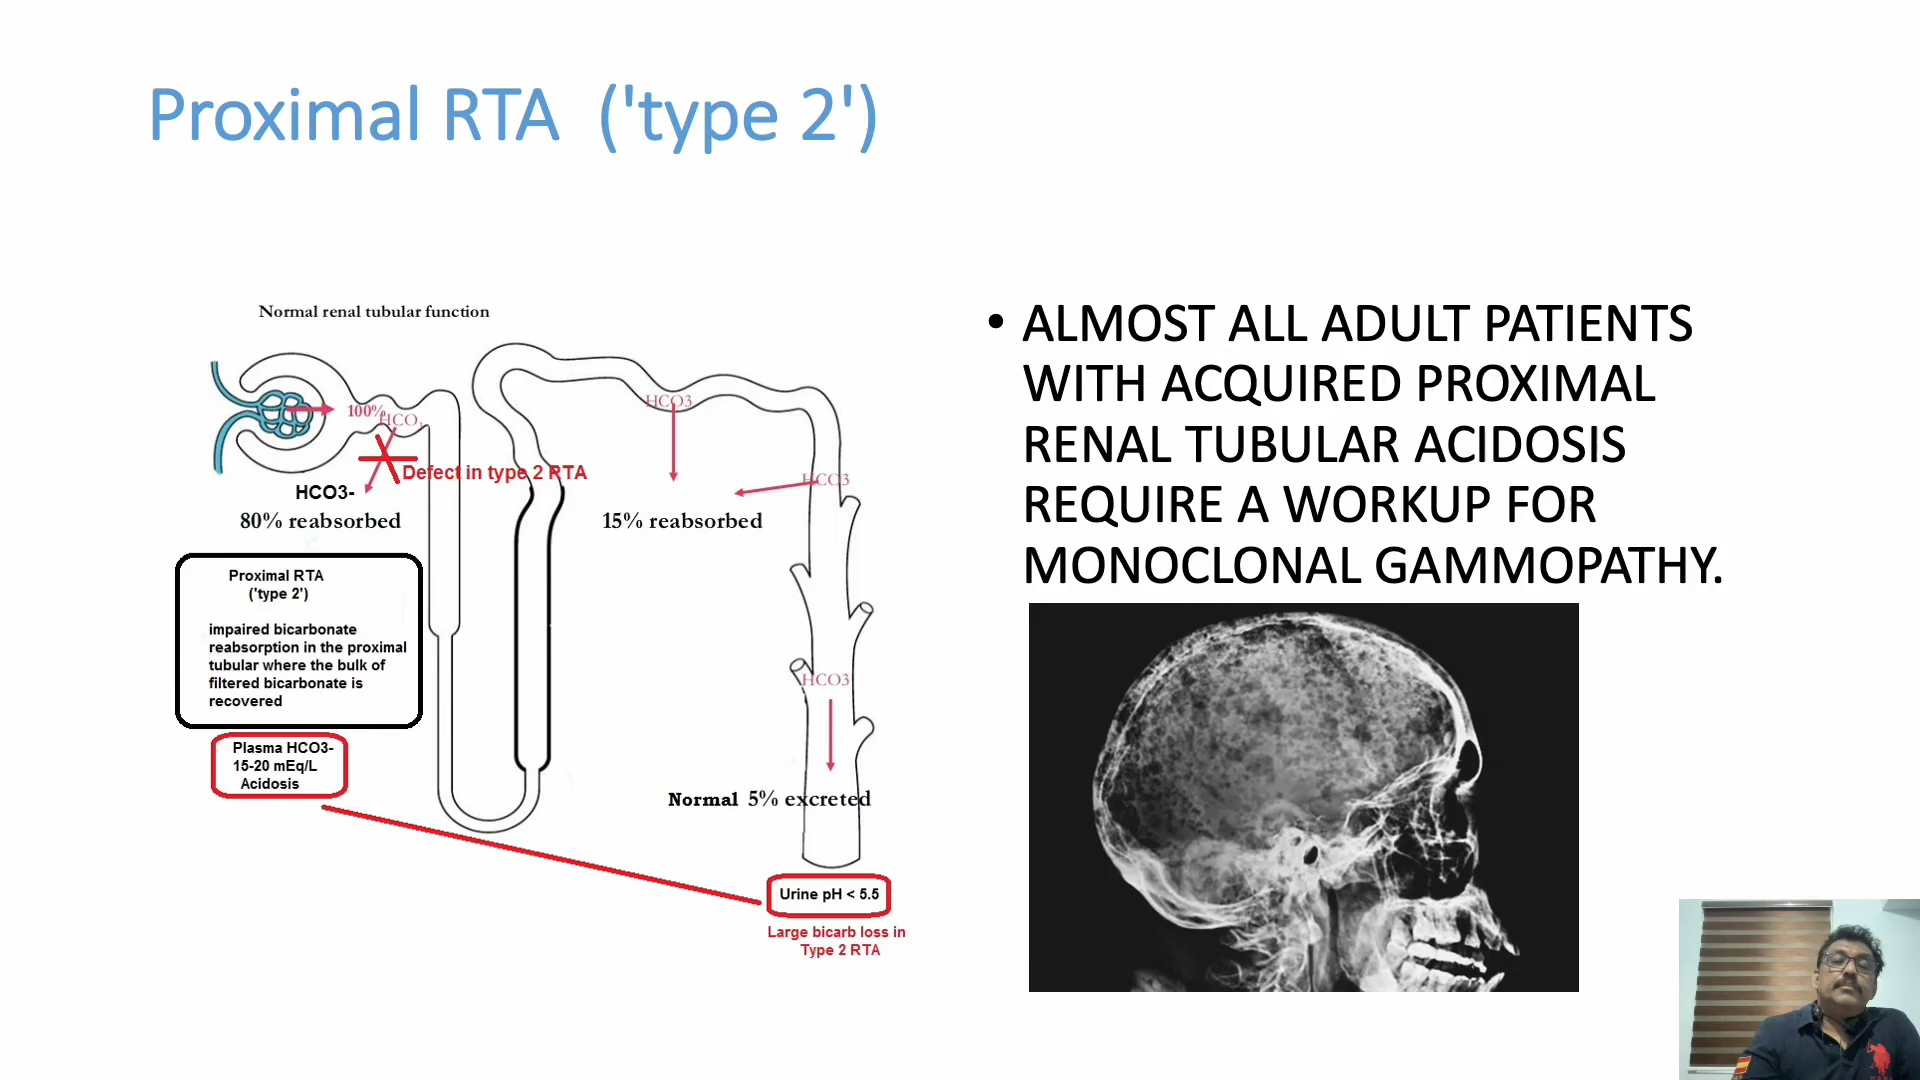 Proximal RTA ('type 2')
Normal renal tubular function
100%
HCO3
Defect in type 2 RTA
HCO3-
80% reabsorbed
HCO3
HCO3
15% reabsorbed
Proximal RTA
('type 2')
impaired bicarbonate
reabsorption in the proximal
tubular where the bulk of
filtered bicarbonate is
recovered
Plasma HCO3-
15-20 mEq/L
Acidosis
HCO3
Normal 5% excreted
Urine pH < 5.5
Large bicarb loss in
Type 2 RTA
• ALMOST ALL ADULT PATIENTS
WITH ACQUIRED PROXIMAL
RENAL TUBULAR ACIDOSIS
REQUIRE A WORKUP FOR
MONOCLONAL GAMMOPATHY.